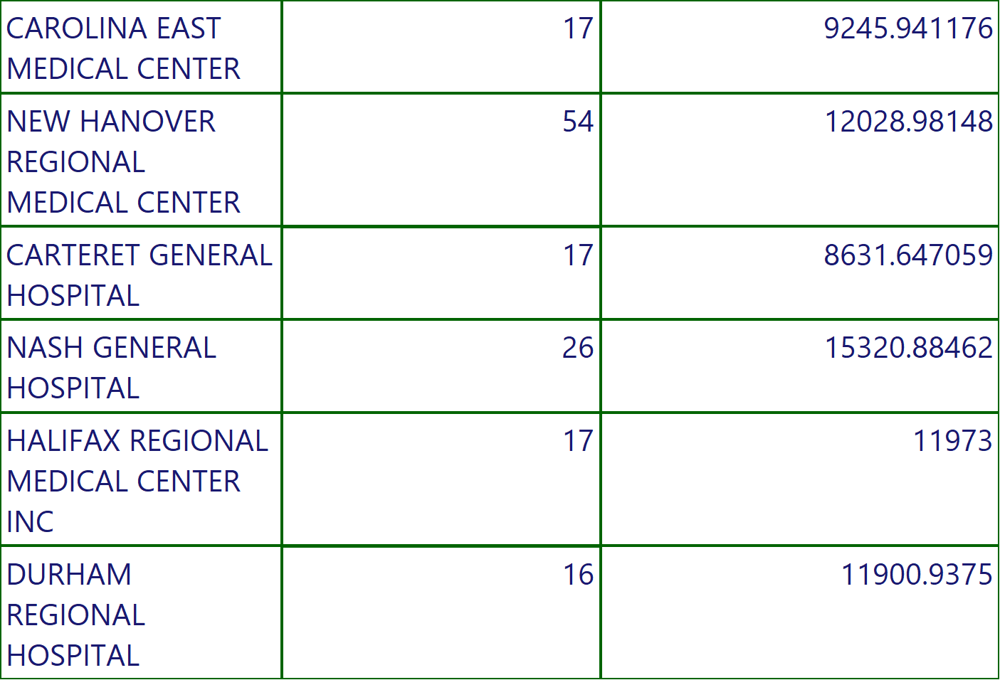 CAROLINA EAST 17 9245.941176
MEDICAL CENTER
NEW HANOVER 54 12028.98148
REGIONAL
MEDICAL CENTER
CARTERET GENERAL 17 8631.647059
HOSPITAL
NASH GENERAL 26 15320.88462
HOSPITAL
HALIFAX REGIONAL 17 11973
MEDICAL CENTER
INC
DURHAM 16 11900.9375
REGIONAL
HOSPITAL